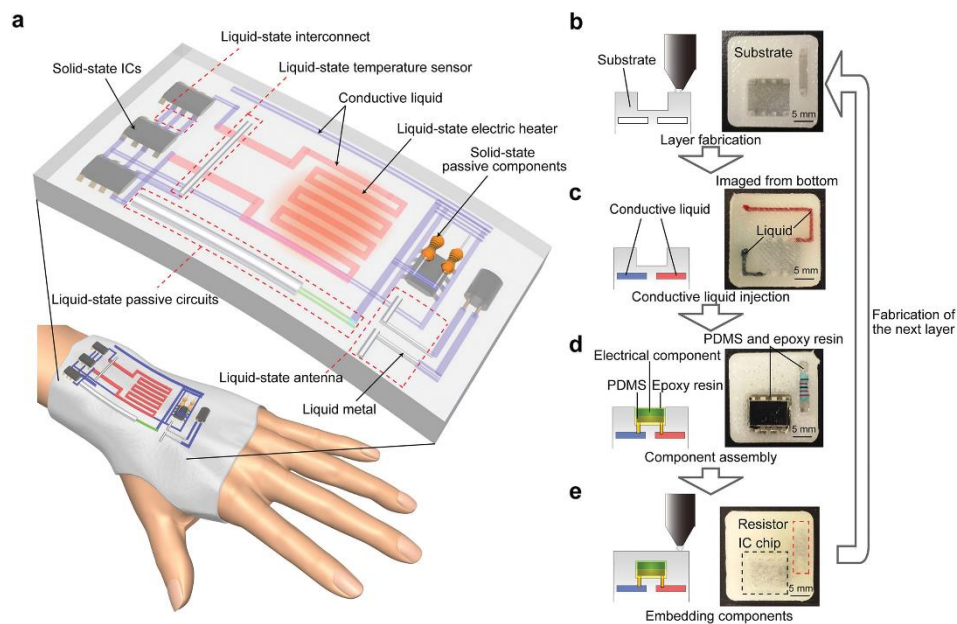 a
Liquid-state interconnect
Solid-state ICs
Liquid-state temperature sensor
Conductive liquid
Liquid-state electric heater
Solid-state
passive components
Liquid-state passive circuits
Liquid-state antenna
Liquid metal
b
Substrate
Substrate
5 mm
Layer fabrication
c
Imaged from bottom
Conductive liquid
Liquid
5 mm
Conductive liquid injection
d
PDMS and epoxy resin
Electrical component
PDMS
Epoxy resin
5 mm
Component assembly
e
Resistor
IC chip
5 mm
Embedding components
Fabrication of
the next layer